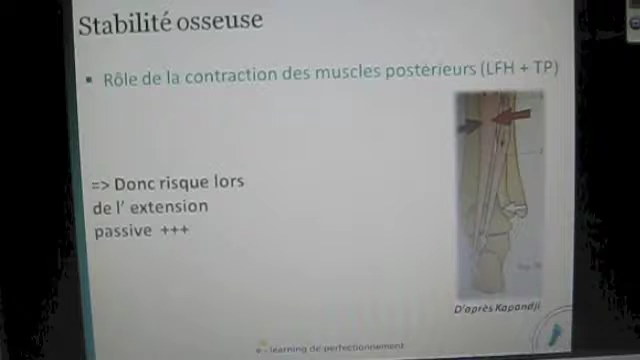 Stabilité osseuse
▪ Rôle de la contraction des muscles postérieurs (LFH + TP)
=> Donc risque lors
de l' extension
passive +++
D'après Kapandji
e - learning de perfectionnement